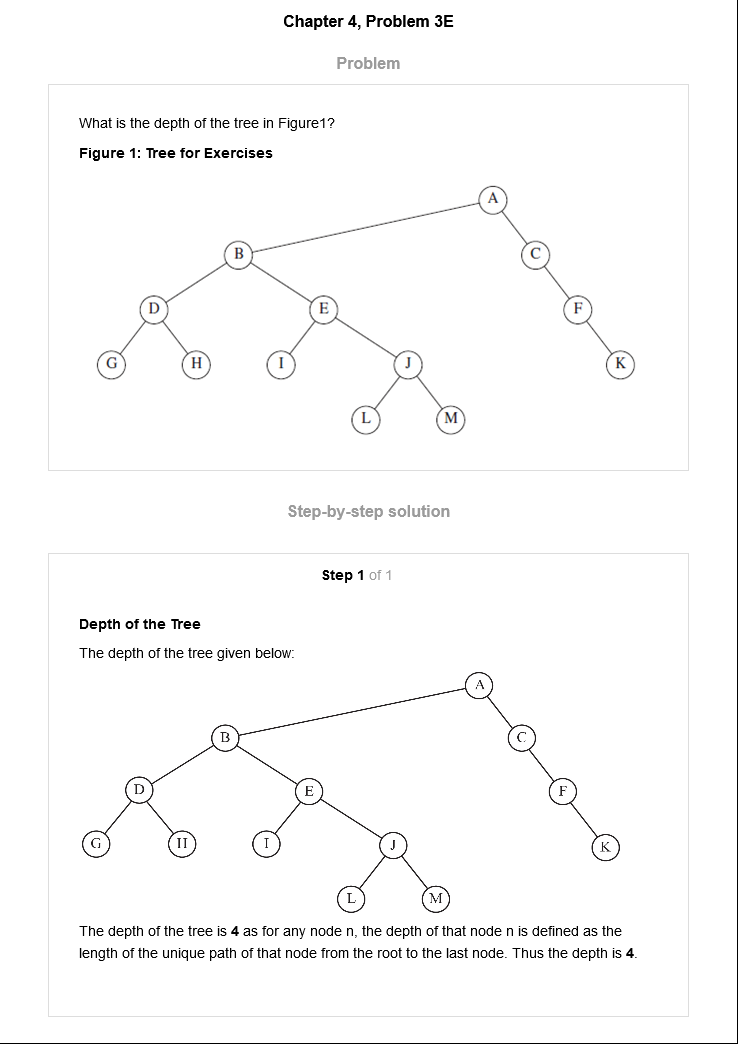 Chapter 4, Problem 3E
Problem
What is the depth of the tree in Figure1?
Figure 1: Tree for Exercises
A
B
C
D
E
F
G
H
I
J
K
L
M
Step-by-step solution
Step 1 of 1
Depth of the Tree
The depth of the tree given below:
A
B
C
D
E
F
G
H
I
J
K
L
M
The depth of the tree is 4 as for any node n, the depth of that node n is defined as the
length of the unique path of that node from the root to the last node. Thus the depth is 4.